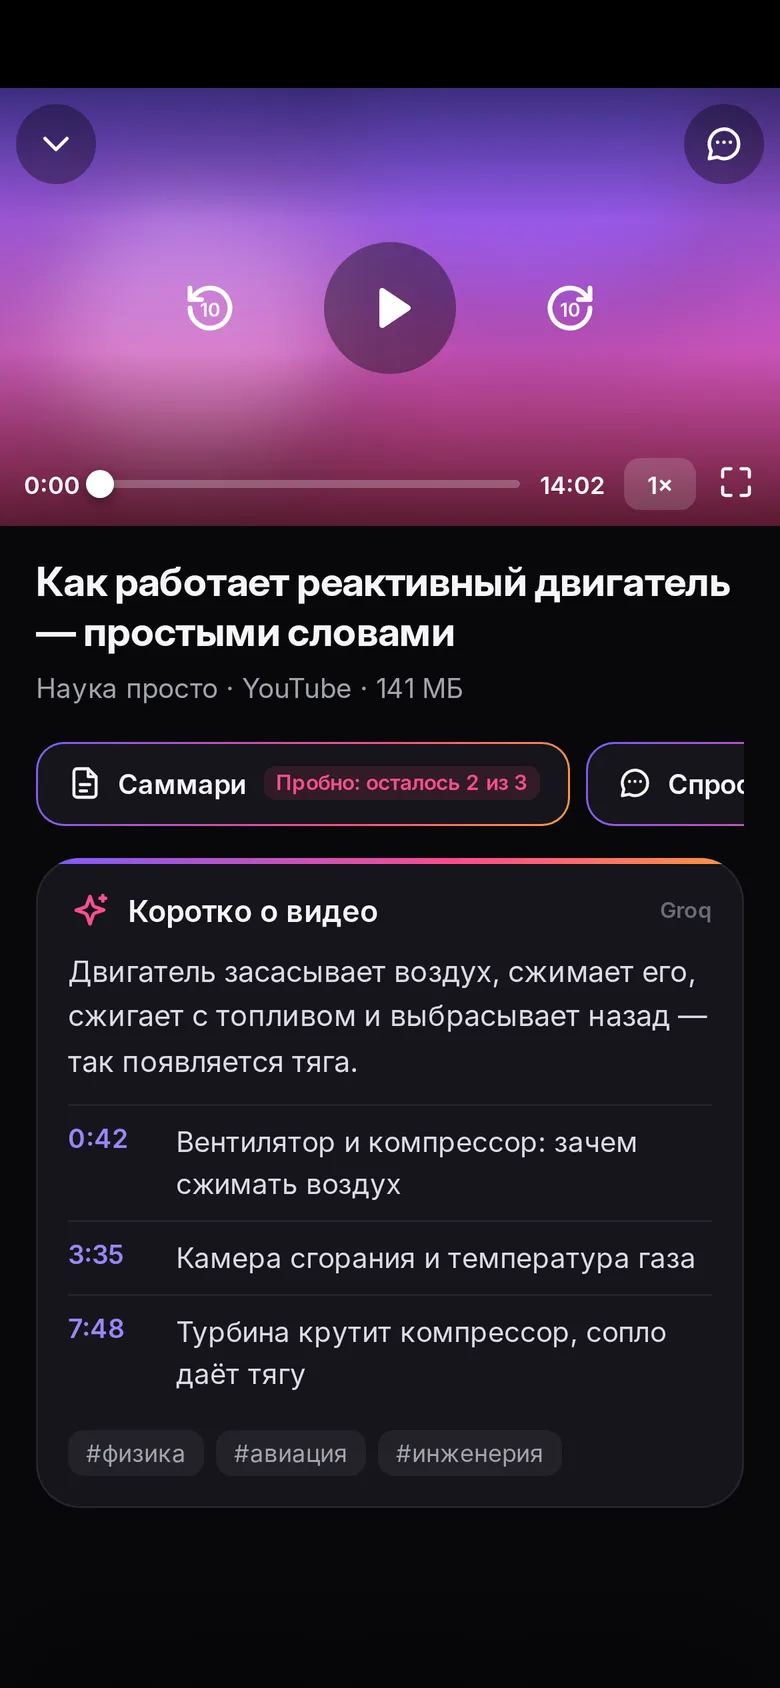 10
10
0:00
14:02
1×
Как работает реактивный двигатель
— простыми словами
Наука просто · YouTube · 141 МБ
Саммари
Пробно: осталось 2 из 3
Коротко о видео
Groq
Двигатель засасывает воздух, сжимает его,
сжигает с топливом и выбрасывает назад —
так появляется тяга.
0:42
Вентилятор и компрессор: зачем
сжимать воздух
3:35
Камера сгорания и температура газа
7:48
Турбина крутит компрессор, сопло
даёт тягу
#физика
#авиация
#инженерия